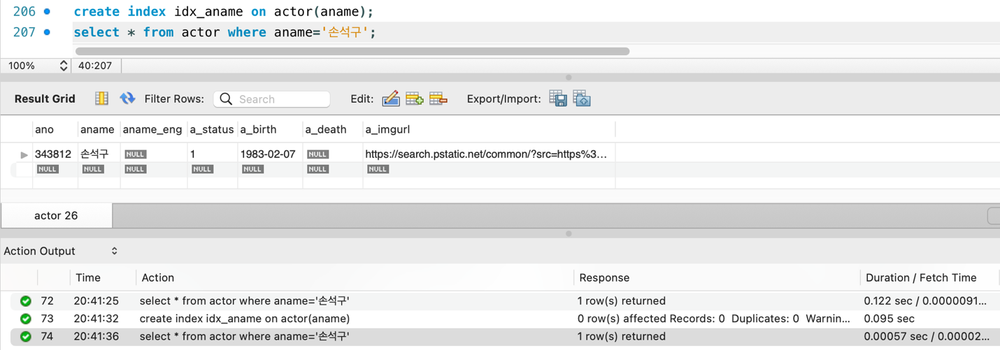 206 create index idx_aname on actor(aname);
207 select * from actor where aname='손석구';
100% 40:207
Result Grid Filter Rows: Search Edit: Export/Import:
ano aname aname_eng a_status a_birth a_death a_imgurl
343812 손석구 NULL 1 1983-02-07 NULL https://search.pstatic.net/common/?src=https%3...
NULL NULL NULL NULL NULL NULL NULL
actor 26
Action Output
Time Action Response Duration / Fetch Time
72 20:41:25 select * from actor where aname='손석구' 1 row(s) returned 0.122 sec / 0.0000091...
73 20:41:32 create index idx_aname on actor(aname) 0 row(s) affected Records: 0 Duplicates: 0 Warnin... 0.095 sec
74 20:41:36 select * from actor where aname='손석구' 1 row(s) returned 0.00057 sec / 0.00002...